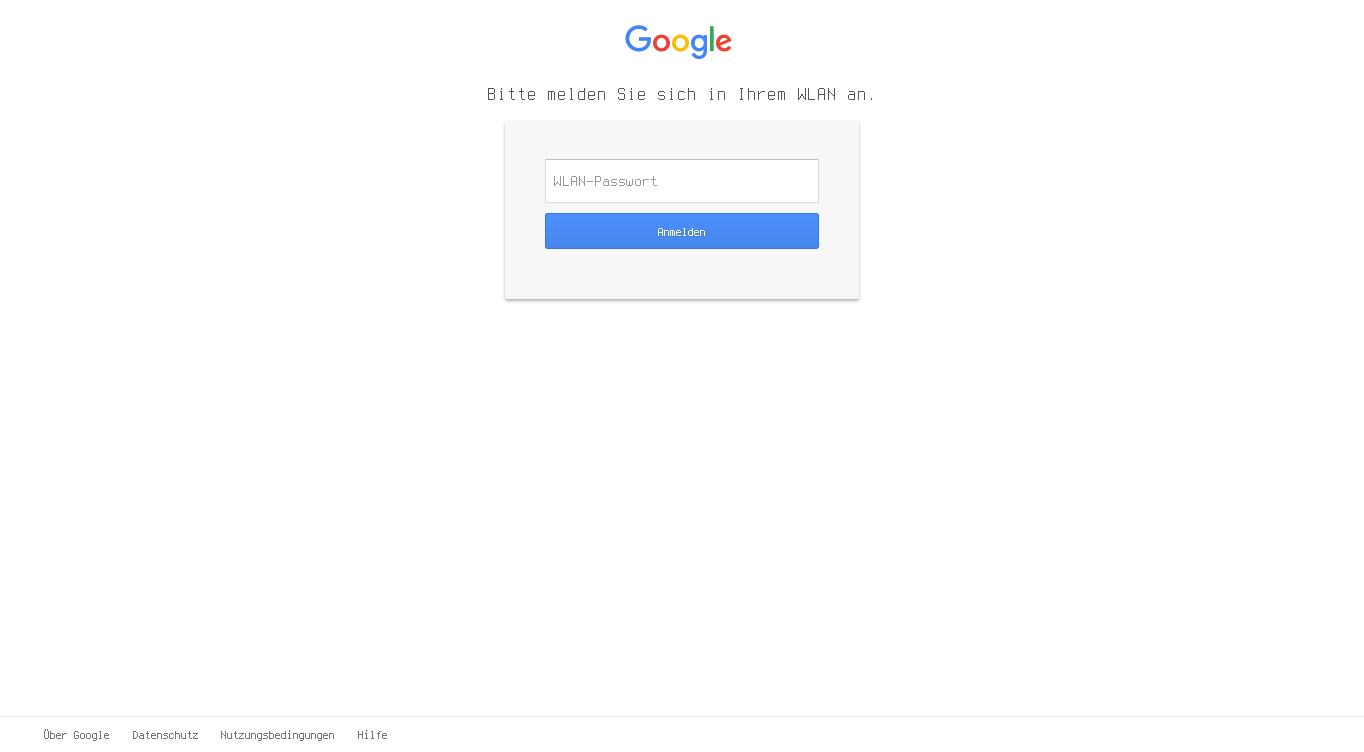 Google
Bitte melden Sie sich in Ihrem WLAN an.
WLAN-Passwort
Anmelden
Über Google Datenschutz Nutzungsbedingungen Hilfe